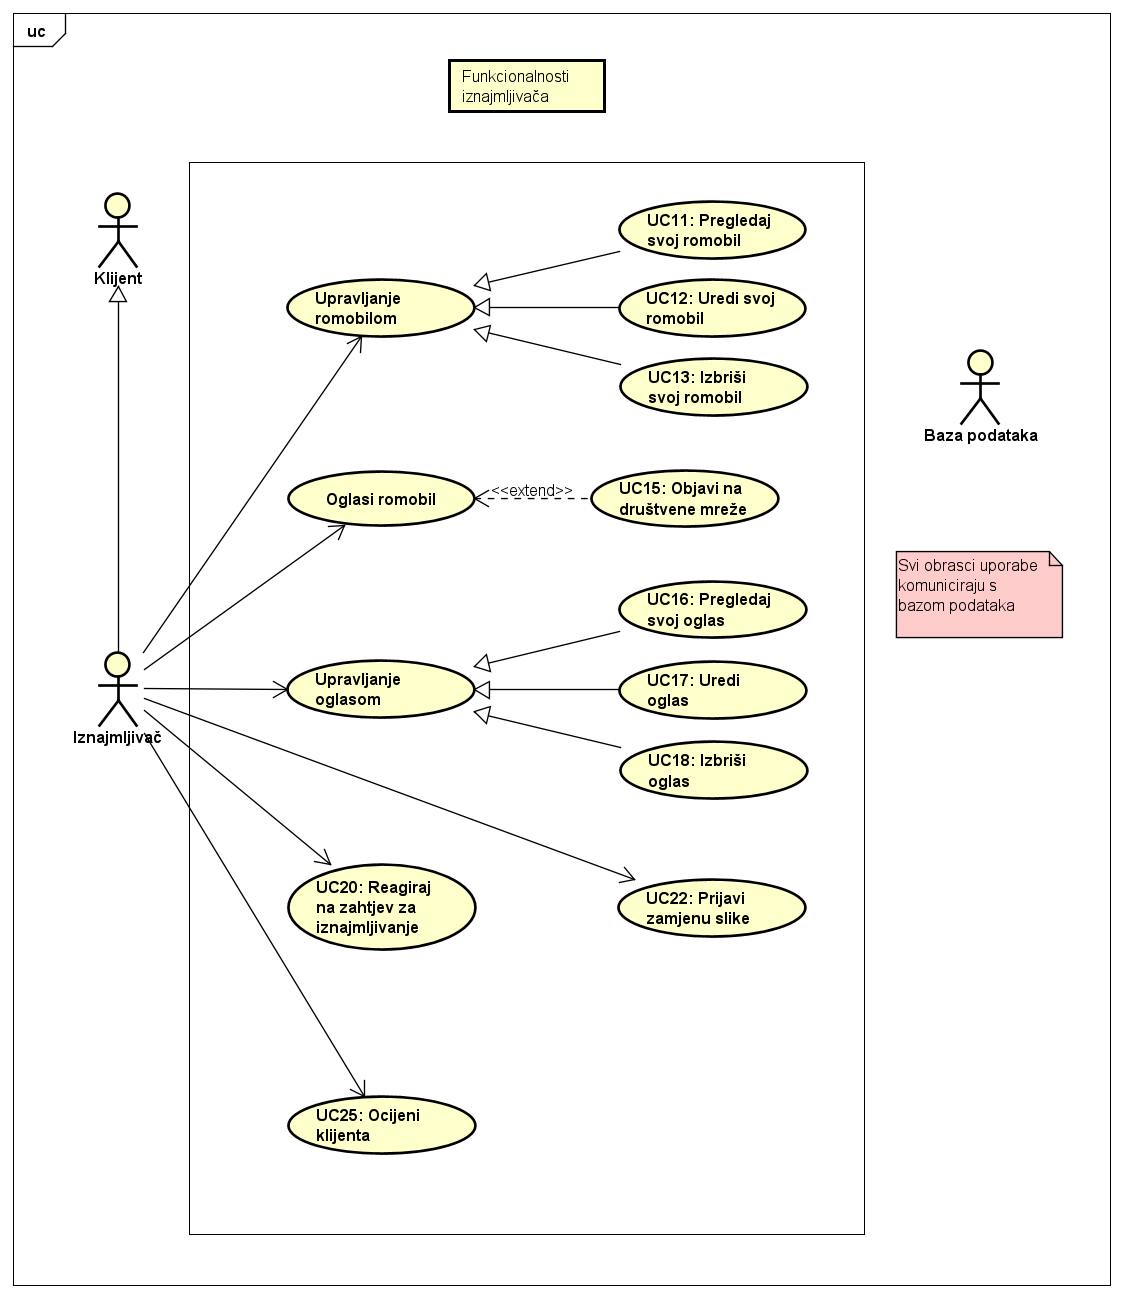 uc
Funkcionalnosti
iznajmljivača
Klijent
UC11: Pregledaj
svoj romobil
Upravljanje
romobilom
UC12: Uredi svoj
romobil
UC13: Izbriši
svoj romobil
Baza podataka
Oglasi romobil
<<extend>>
UC15: Objavi na
društvene mreže
Svi obrasci uporabe
komuniciraju s
bazom podataka
UC16: Pregledaj
svoj oglas
Iznajmljivač
Upravljanje
oglasom
UC17: Uredi
oglas
UC18: Izbriši
oglas
UC20: Reagiraj
na zahtjev za
iznajmljivanje
UC22: Prijavi
zamjenu slike
UC25: Ocijeni
klijenta